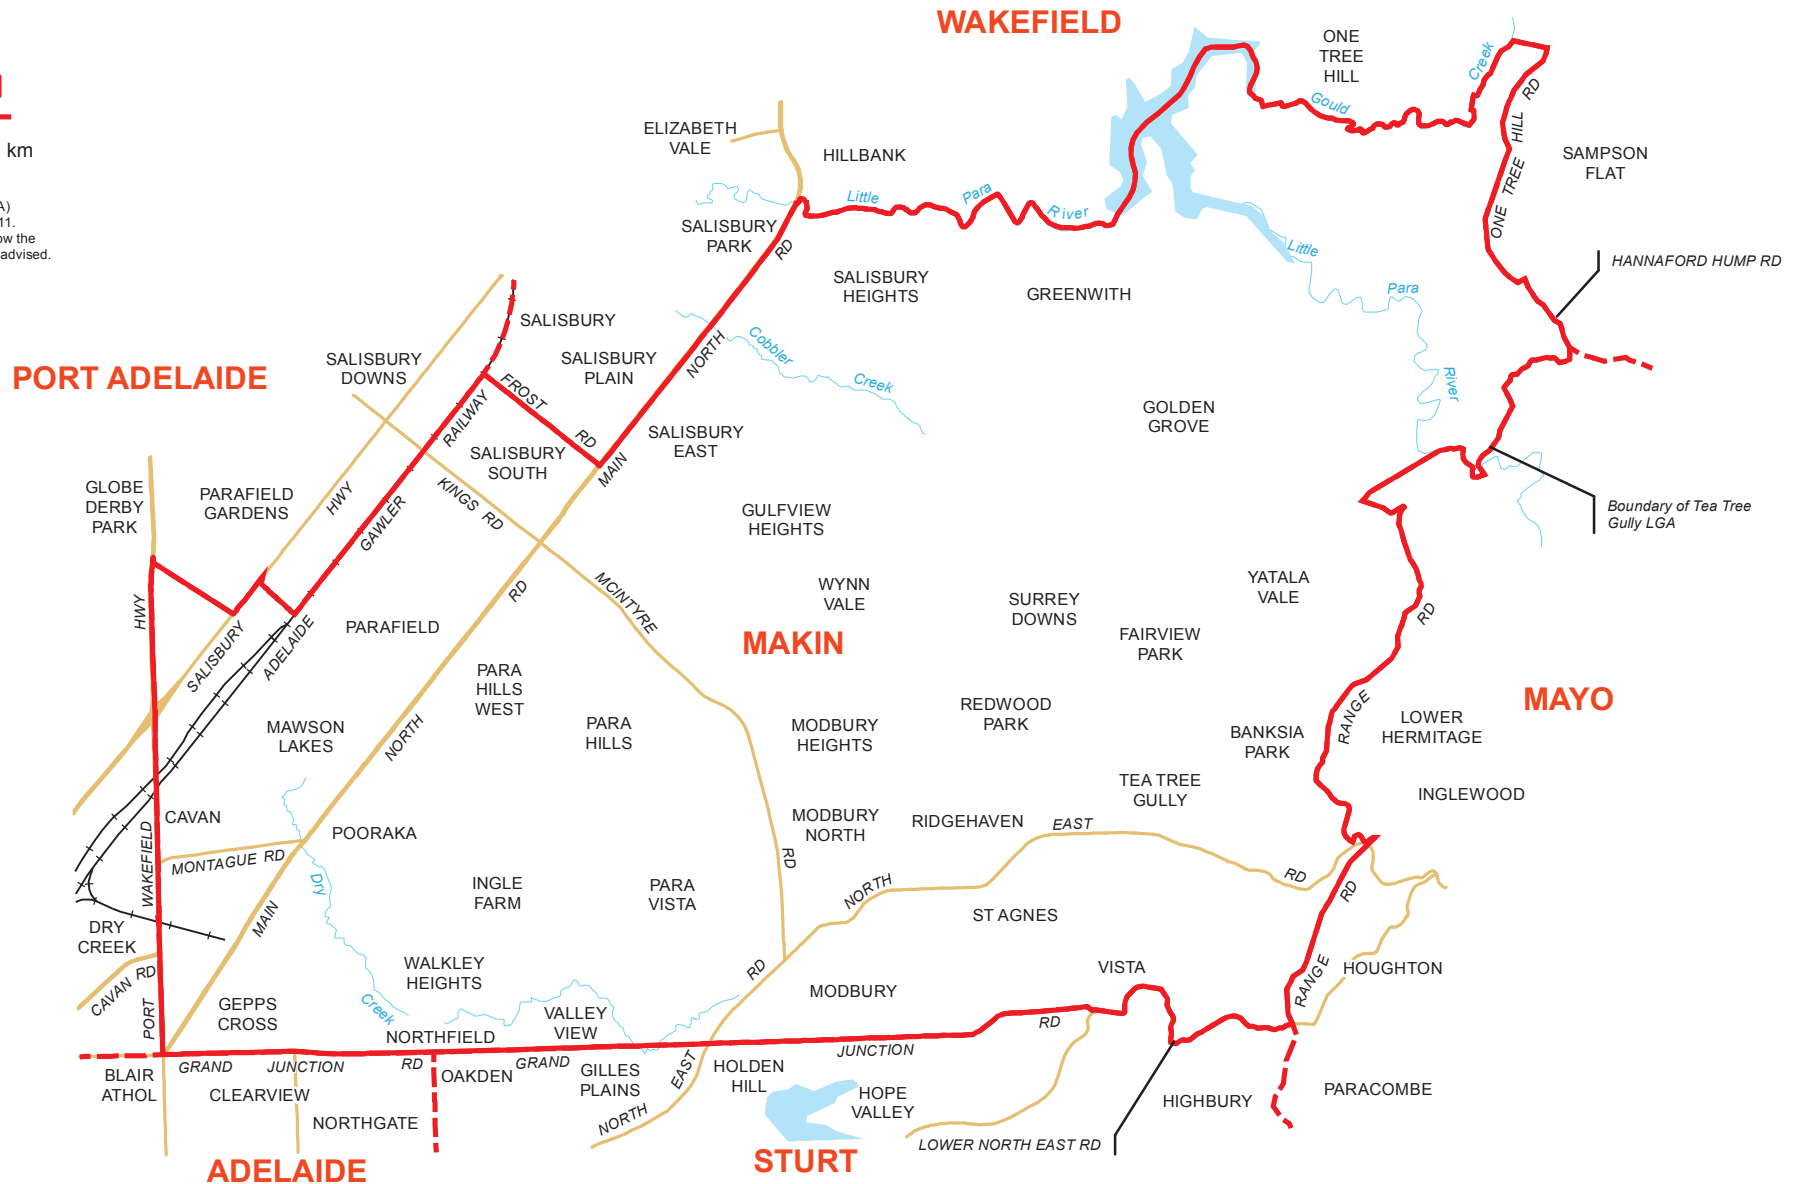 WAKEFIELD
ONE
TREE
HILL
Creek
Gould
RD
HILL
TREE
ONE
SAMPSON
FLAT
km
A)
11.
ow the
advised.
ELIZABETH
VALE
HILLBANK
Little
Para
River
SALISBURY
PARK
RD
SALISBURY
HEIGHTS
GREENWITH
Little
Para
River
HANNAFORD HUMP RD
SALISBURY
SALISBURY
DOWNS
SALISBURY
PLAIN
NORTH
Cobbler
Creek
PORT ADELAIDE
FROST
RD
RAILWAY
SALISBURY
SOUTH
SALISBURY
EAST
MAIN
GOLDEN
GROVE
GLOBE
DERBY
PARK
PARAFIELD
GARDENS
HWY
GAWLER
KINGS RD
GULFVIEW
HEIGHTS
Boundary of Tea Tree
Gully LGA
HWY
RD
MCINTYRE
WYNN
VALE
SURREY
DOWNS
YATALA
VALE
RD
SALISBURY
ADELAIDE
PARAFIELD
MAKIN
FAIRVIEW
PARK
PARA
HILLS
WEST
MAYO
MAWSON
LAKES
NORTH
PARA
HILLS
MODBURY
HEIGHTS
REDWOOD
PARK
BANKSIA
PARK
RANGE
LOWER
HERMITAGE
TEA TREE
GULLY
INGLEWOOD
CAVAN
POORAKA
MODBURY
NORTH
RIDGEHAVEN
EAST
WAKEFIELD
MONTAGUE RD
Dry
RD
INGLE
FARM
PARA
VISTA
NORTH
RD
RD
MAIN
ST AGNES
DRY
CREEK
CAVAN RD
WALKLEY
HEIGHTS
RD
VISTA
RANGE
HOUGHTON
PORT
GEPPS
CROSS
Creek
MODBURY
VALLEY
VIEW
NORTHFIELD
RD
BLAIR
ATHOL
GRAND
JUNCTION
RD
GRAND
JUNCTION
OAKDEN
GILLES
PLAINS
EAST
HOLDEN
HILL
CLEARVIEW
NORTHGATE
NORTH
HOPE
VALLEY
HIGHBURY
PARACOMBE
LOWER NORTH EAST RD
ADELAIDE
STURT